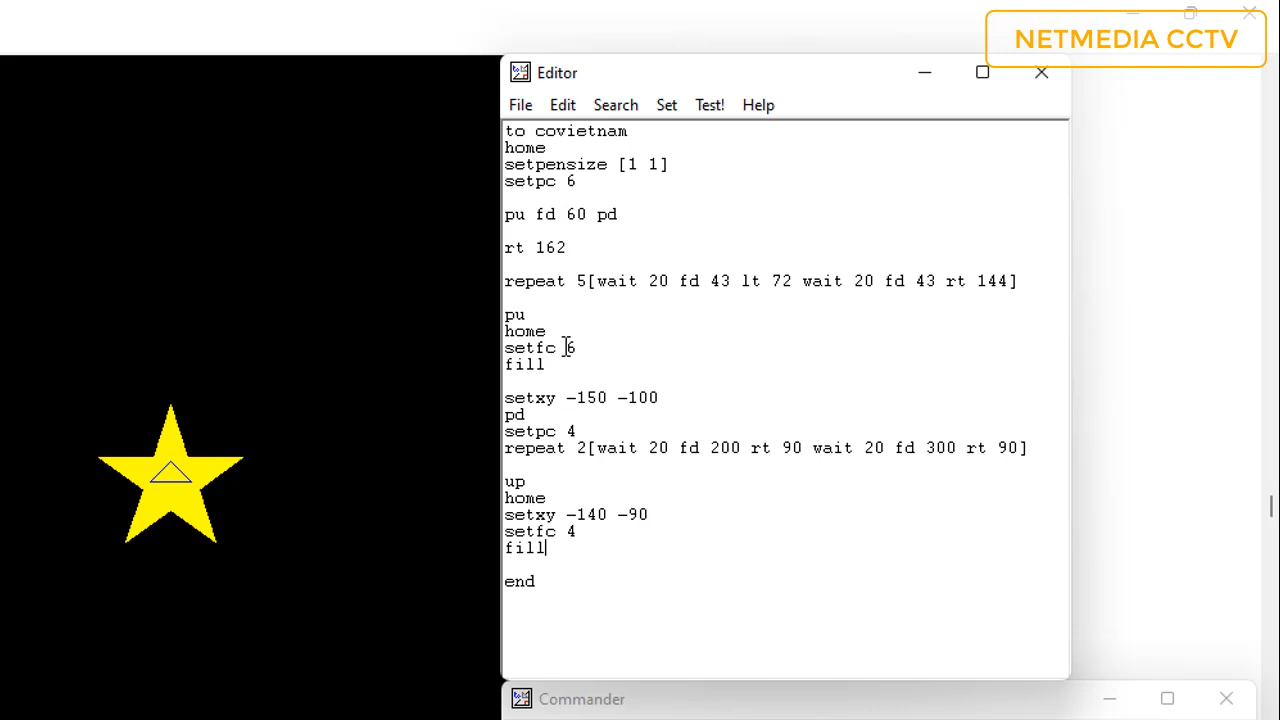 NETMEDIA CCTV
Editor
File Edit Search Set Test! Help
to covietnam
home
setpensize [1 1]
setpc 6
pu fd 60 pd
rt 162
repeat 5[wait 20 fd 43 lt 72 wait 20 fd 43 rt 144]
pu
home
setfc 6
fill
setxy -150 -100
pd
setpc 4
repeat 2[wait 20 fd 200 rt 90 wait 20 fd 300 rt 90]
up
home
setxy -140 -90
setfc 4
fill
end
Commander